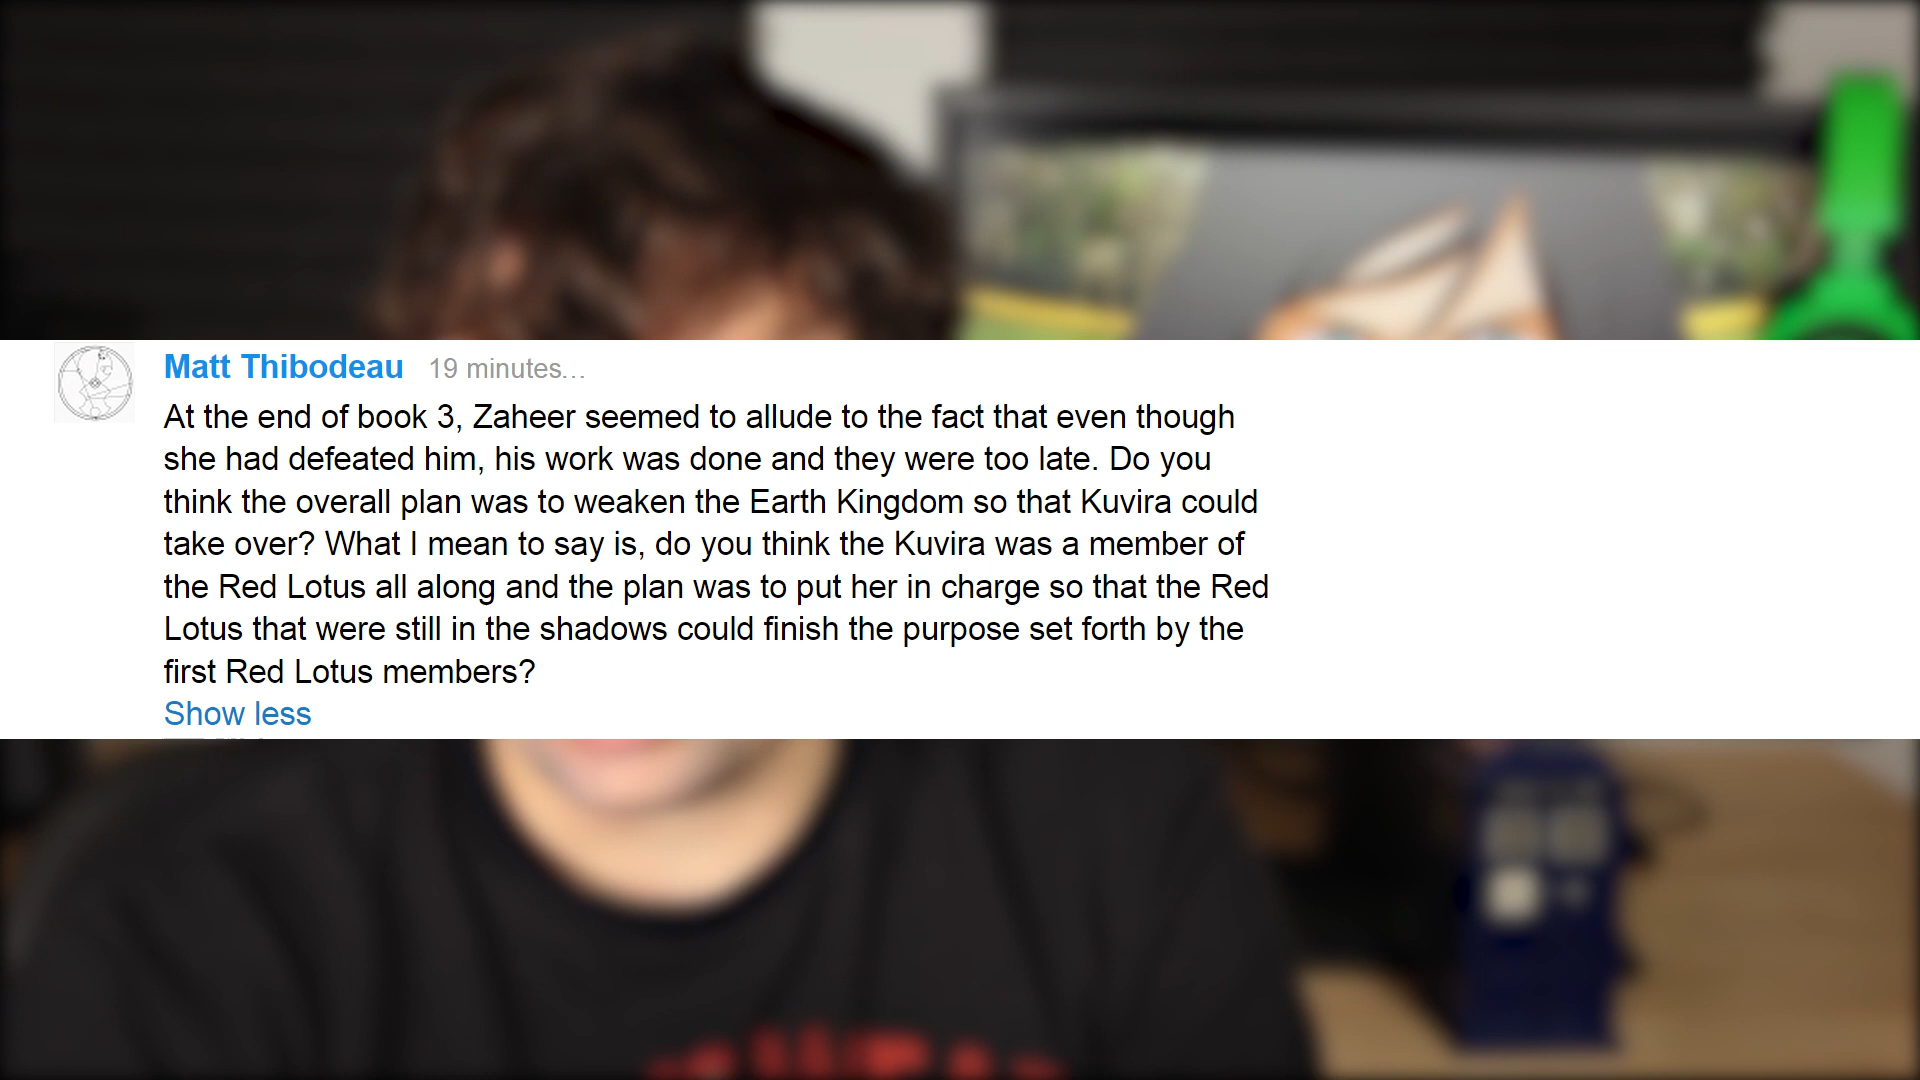 Matt Thibodeau 19 minutes...
At the end of book 3, Zaheer seemed to allude to the fact that even though
she had defeated him, his work was done and they were too late. Do you
think the overall plan was to weaken the Earth Kingdom so that Kuvira could
take over? What I mean to say is, do you think the Kuvira was a member of
the Red Lotus all along and the plan was to put her in charge so that the Red
Lotus that were still in the shadows could finish the purpose set forth by the
first Red Lotus members?
Show less